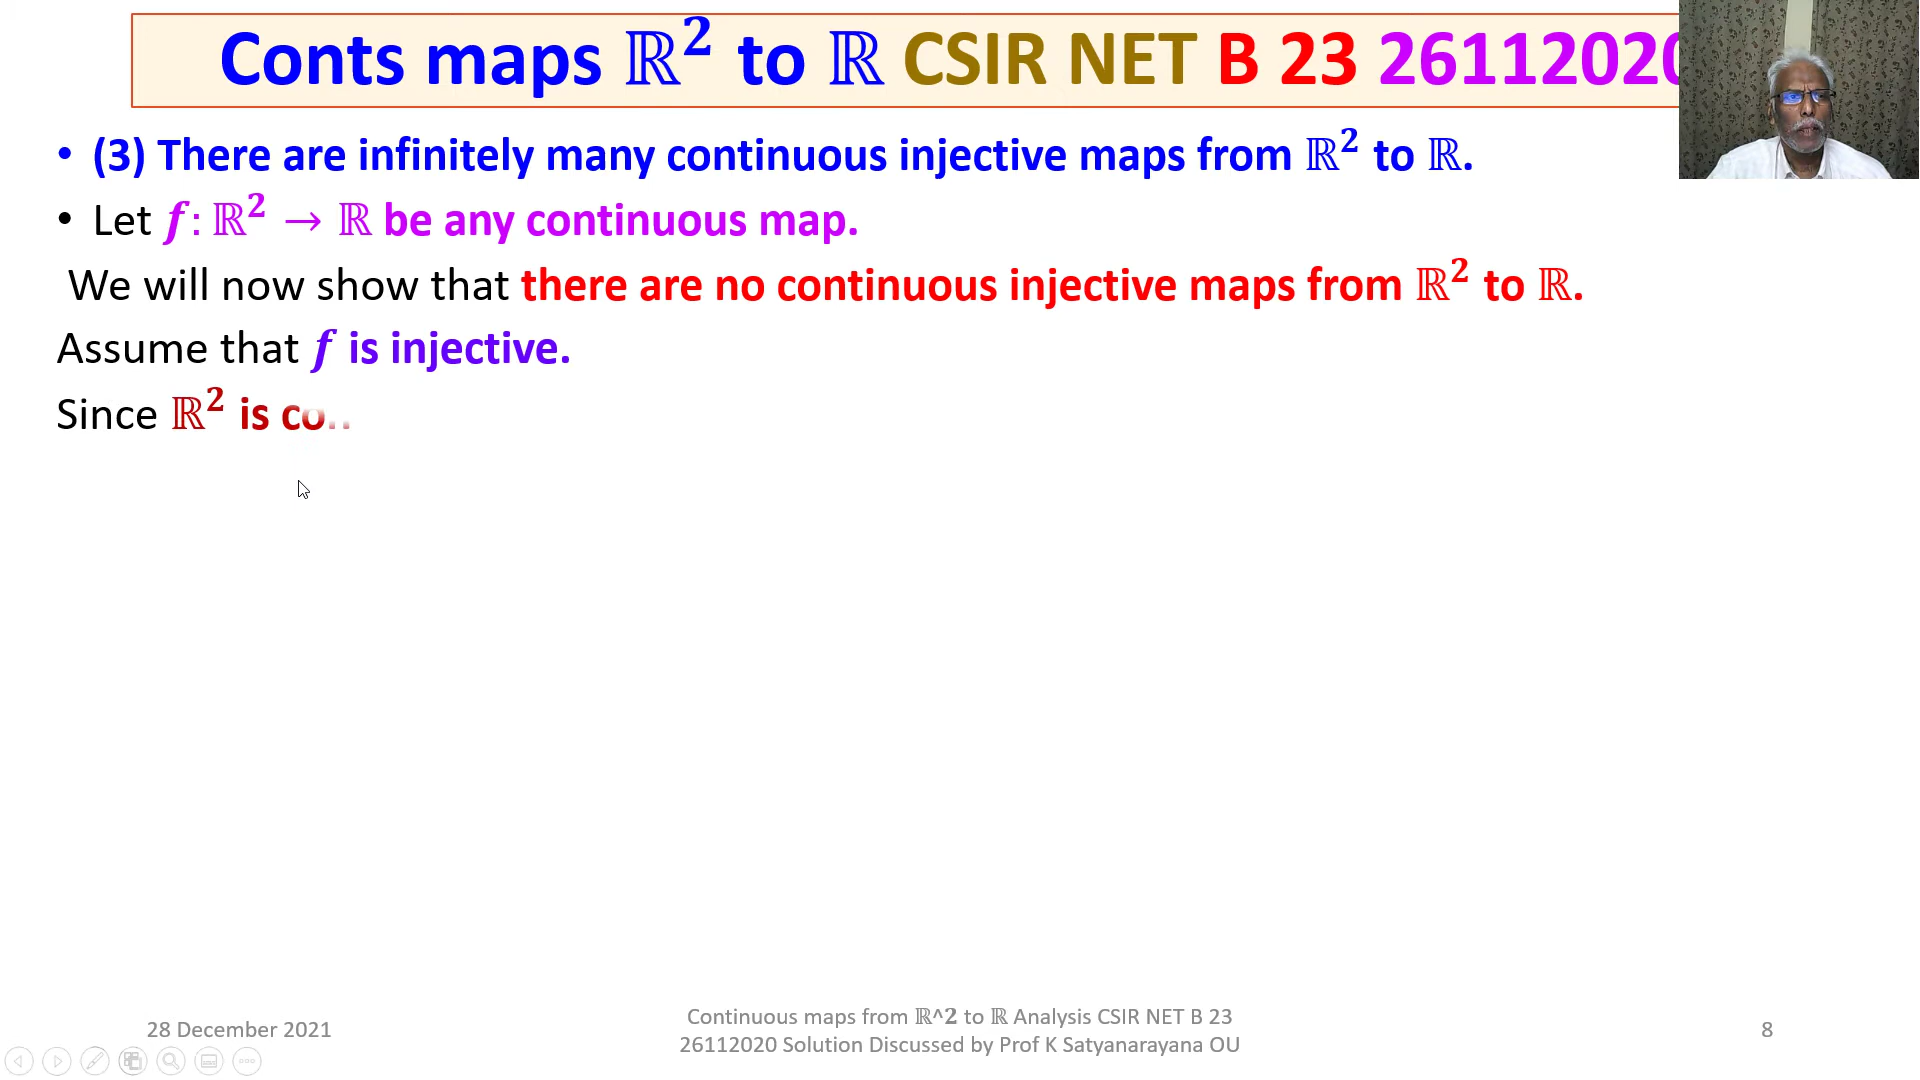 Conts maps ℝ² to ℝ CSIR NET B 23 2611202
• (3) There are infinitely many continuous injective maps from ℝ² to ℝ.
• Let f: ℝ² → ℝ be any continuous map.
We will now show that there are no continuous injective maps from ℝ² to ℝ.
Assume that f is injective.
Since ℝ² is
28 December 2021
Continuous maps from ℝ^2 to ℝ Analysis CSIR NET B 23
26112020 Solution Discussed by Prof K Satyanarayana OU
8